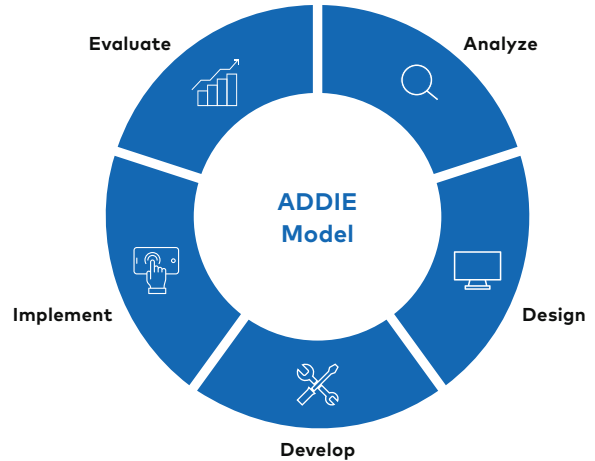 Evaluate
Analyze
ADDIE
Model
Implement
Design
Develop